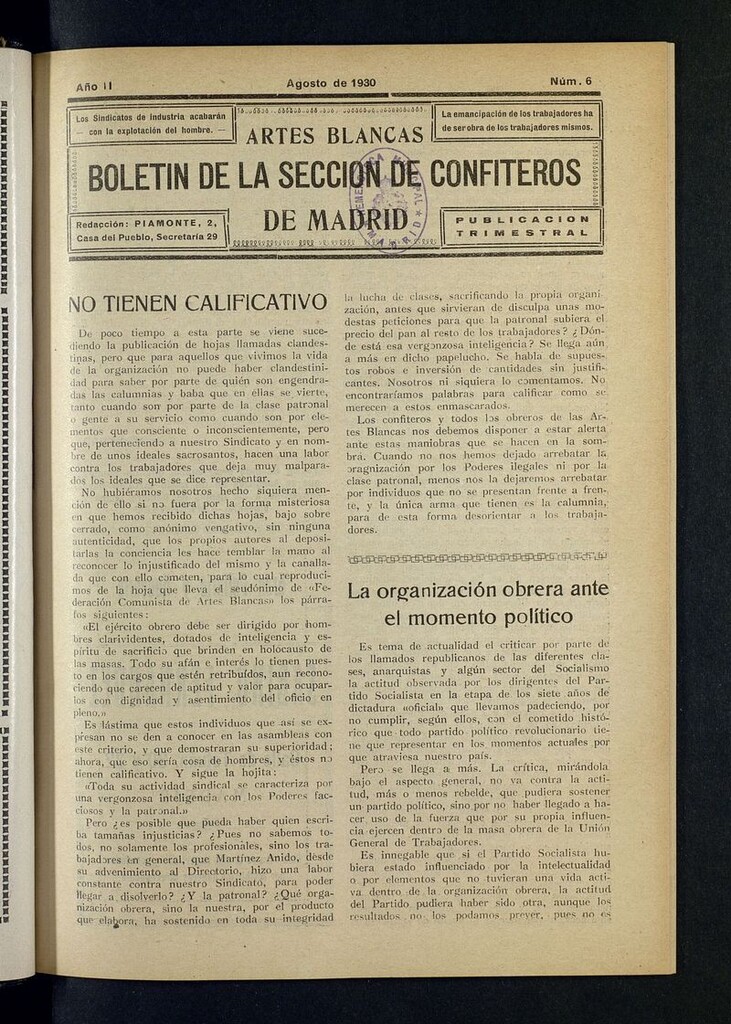 Año II
Agosto de 1930
Núm. 6
Los Sindicatos de industria acabarán
— con la explotación del hombre. —
ARTES BLANCAS
La emancipación de los trabajadores ha
de ser obra de los trabajadores mismos.
BOLETIN DE LA SECCION DE CONFITEROS
DE MADRID
Redacción: PIAMONTE, 2,
Casa del Pueblo, Secretaría 29
PUBLICACION
TRIMESTRAL
NO TIENEN CALIFICATIVO
De poco tiempo a esta parte se viene suce-
diendo la publicación de hojas llamadas clandes-
tinas, pero que para aquellos que vivimos la vida
de la organización no puede haber clandestini-
dad para saber por parte de quién son engendra-
das las calumnias y baba que en ellas se vierte,
tanto cuando son por parte de la clase patronal
o gente a su servicio como cuando son por ele-
mentos que consciente o inconscientemente, pero
que, perteneciendo a nuestro Sindicato y en nom-
bre de unos ideales sacrosantos, hacen una labor
contra los trabajadores que deja muy malpara-
dos los ideales que se dice representar.
No hubiéramos nosotros hecho siquiera men-
ción de ello si no fuera por la forma misteriosa
en que hemos recibido dichas hojas, bajo sobre
cerrado, como anónimo vengativo, sin ninguna
autenticidad, que los propios autores al deposi-
tarlas la conciencia les hace temblar la mano al
reconocer lo injustificado del mismo y la canalla-
da que con ello cometen, para lo cual reproduci-
mos de la hoja que lleva el seudónimo de «Fe-
deración Comunista de Artes Blancas» los párra-
fos siguientes:
«El ejército obrero debe ser dirigido por hom-
bres clarividentes, dotados de inteligencia y es-
píritu de sacrificio que brinden en holocausto de
las masas. Todo su afán e interés lo tienen pues-
to en los cargos que estén retribuídos, aun recono-
ciendo que carecen de aptitud y valor para ocupar-
los con dignidad y asentimiento del oficio en
pleno.»
Es lástima que estos individuos que así se ex-
presan no se den a conocer en las asambleas con
este criterio, y que demostraran su superioridad;
ahora, que eso sería cosa de hombres, y éstos no
tienen calificativo. Y sigue la hojita:
«Toda su actividad sindical se caracteriza por
una vergonzosa inteligencia con los Poderes fac-
ciosos y la patronal.»
Pero ¿es posible que pueda haber quien escri-
ba tamañas injusticias? ¿Pues no sabemos to-
dos, no solamente los profesionales, sino los tra-
bajadores en general, que Martínez Anido, desde
su advenimiento al Directorio, hizo una labor
constante contra nuestro Sindicato, para poder
llegar a disolverlo? ¿Y la patronal? ¿Qué orga-
nización obrera, sino la nuestra, por el producto
que elabora, ha sostenido en toda su integridad
la lucha de clases, sacrificando la propia organi-
zación, antes que sirvieran de disculpa unas mo-
destas peticiones para que la patronal subiera el
precio del pan al resto de los trabajadores? ¿Dón-
de está esa vergonzosa inteligencia? Se llega aún
a más en dicho papelucho. Se habla de supues-
tos robos e inversión de cantidades sin justifi-
cantes. Nosotros ni siquiera lo comentamos. No
encontraríamos palabras para calificar como se
merecen a estos enmascarados.
Los confiteros y todos los obreros de las Ar-
tes Blancas nos debemos disponer a estar alerta
ante estas maniobras que se hacen en la som-
bra. Cuando no nos hemos dejado arrebatar la
oragnización por los Poderes ilegales ni por la
clase patronal, menos nos la dejaremos arrebatar
por individuos que no se presentan frente a fren-
te, y la única arma que tienen es la calumnia,
para de esta forma desorientar a los trabaja-
dores.
La organización obrera ante
el momento político
Es tema de actualidad el criticar por parte de
los llamados republicanos de las diferentes cla-
ses, anarquistas y algún sector del Socialismo
la actitud observada por los dirigentes del Par-
tido Socialista en la etapa de los siete años de
dictadura «oficial» que llevamos padeciendo, por
no cumplir, según ellos, con el cometido histó-
rico que todo partido político revolucionario tie-
ne que representar en los momentos actuales por
que atraviesa nuestro país.
Pero se llega a más. La crítica, mirándola
bajo el aspecto general, no va contra la acti-
tud, más o menos rebelde, que pudiera sostener
un partido político, sino por no haber llegado a ha-
cer uso de la fuerza que por su propia influen-
cia ejercen dentro de la masa obrera de la Unión
General de Trabajadores.
Es innegable que si el Partido Socialista hu-
biera estado influenciado por la intelectualidad
o por elementos que no tuvieran una vida acti-
va dentro de la organización obrera, la actitud
del Partido pudiera haber sido otra, aunque los
resultados no los podamos prever, pues no es